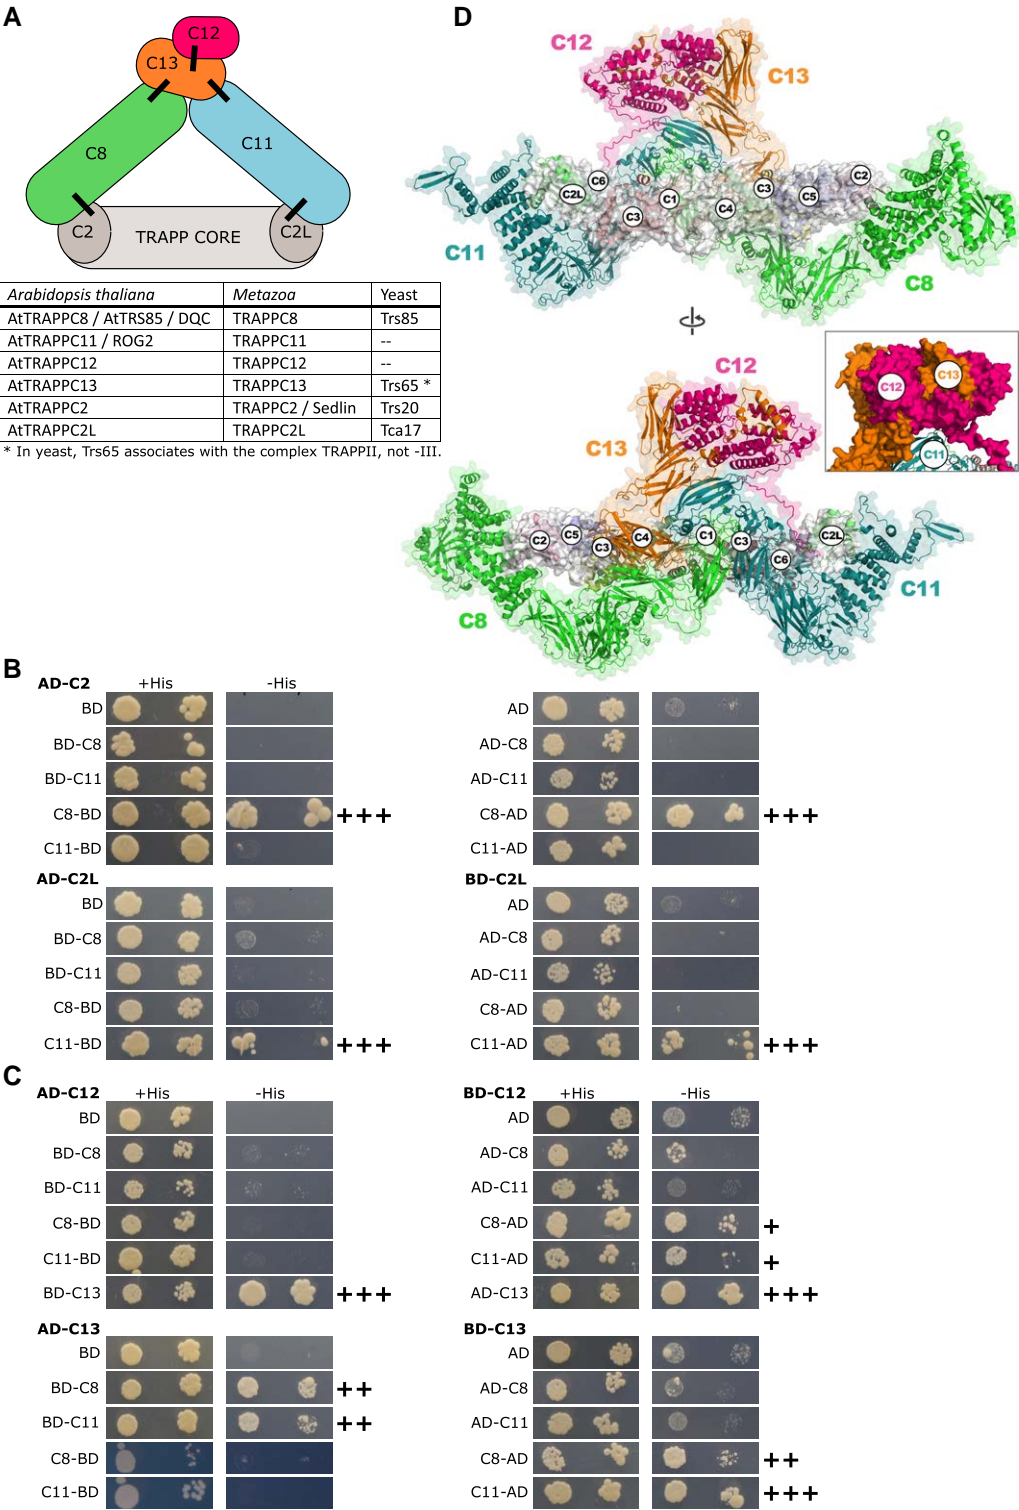 A
C12
C13
C8
C11
C2
TRAPP CORE
C2L
Arabidopsis thaliana Metazoa Yeast
AtTRAPPC8 / AtTRS85 / DQC TRAPPC8 Trs85
AtTRAPPC11 / ROG2 TRAPPC11 --
AtTRAPPC12 TRAPPC12 --
AtTRAPPC13 TRAPPC13 Trs65 *
AtTRAPPC2 TRAPPC2 / Sedlin Trs20
AtTRAPPC2L TRAPPC2L Tca17
* In yeast, Trs65 associates with the complex TRAPPII, not -III.
D
C12
C13
C2L
C6
C3
C1
C4
C3
C5
C2
C11
C8
C12
C13
C2
C5
C3
C4
C1
C3
C6
C2L
C8
C11
C12
C13
C11
B
AD-C2 +His -His
BD
BD-C8
BD-C11
C8-BD +++
C11-BD
AD
AD-C8
AD-C11
C8-AD +++
C11-AD
AD-C2L
BD
BD-C8
BD-C11
C8-BD
C11-BD +++
BD-C2L
AD
AD-C8
AD-C11
C8-AD
C11-AD +++
C
AD-C12 +His -His
BD
BD-C8
BD-C11
C8-BD
C11-BD
BD-C13 +++
BD-C12 +His -His
AD
AD-C8
AD-C11
C8-AD +
C11-AD +
AD-C13 +++
AD-C13
BD
BD-C8 ++
BD-C11 ++
C8-BD
C11-BD
BD-C13
AD
AD-C8
AD-C11
C8-AD ++
C11-AD +++